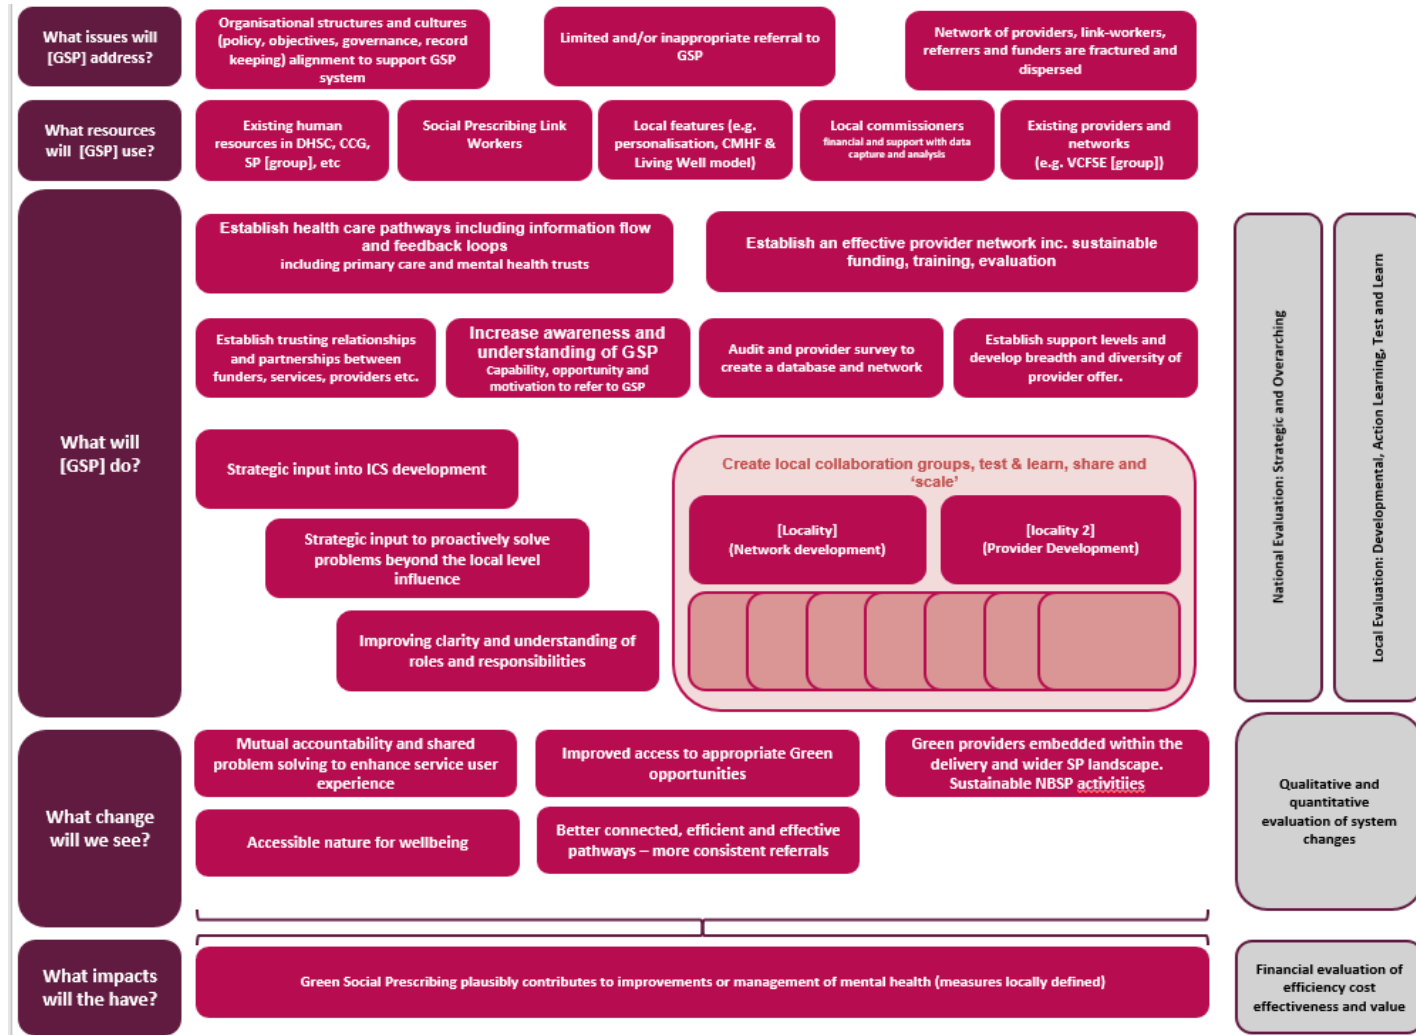 What issues will
[GSP] address?
Organisational structures and cultures
(policy, objectives, governance, record
keeping) alignment to support GSP
system
Limited and/or inappropriate referral to
GSP
Network of providers, link-workers,
referrers and funders are fractured and
dispersed
What resources
will [GSP] use?
Existing human
resources in DHSC, CCG,
SP [group], etc
Social Prescribing Link
Workers
Local features (e.g.
personalisation, CMHF &
Living Well model)
Local commissioners
financial and support with data
capture and analysis
Existing providers and
networks
(e.g. VCFSE [group])
What will
[GSP] do?
Establish health care pathways including information flow
and feedback loops
including primary care and mental health trusts
Establish an effective provider network inc. sustainable
funding, training, evaluation
Establish trusting relationships
and partnerships between
funders, services, providers etc.
Increase awareness and
understanding of GSP
Capability, opportunity and
motivation to refer to GSP
Audit and provider survey to
create a database and network
Establish support levels and
develop breadth and diversity of
provider offer.
Strategic input into ICS development
Strategic input to proactively solve
problems beyond the local level
influence
Improving clarity and understanding of
roles and responsibilities
Create local collaboration groups, test & learn, share and
‘scale’
[Locality]
(Network development)
[locality 2]
(Provider Development)
National Evaluation: Strategic and Overarching
Local Evaluation: Developmental, Action Learning, Test and Learn
What change
will we see?
Mutual accountability and shared
problem solving to enhance service user
experience
Improved access to appropriate Green
opportunities
Green providers embedded within the
delivery and wider SP landscape.
Sustainable NBSP activitiies
Accessible nature for wellbeing
Better connected, efficient and effective
pathways – more consistent referrals
Qualitative and
quantitative
evaluation of system
changes
What impacts
will the have?
Green Social Prescribing plausibly contributes to improvements or management of mental health (measures locally defined)
Financial evaluation of
efficiency cost
effectiveness and value